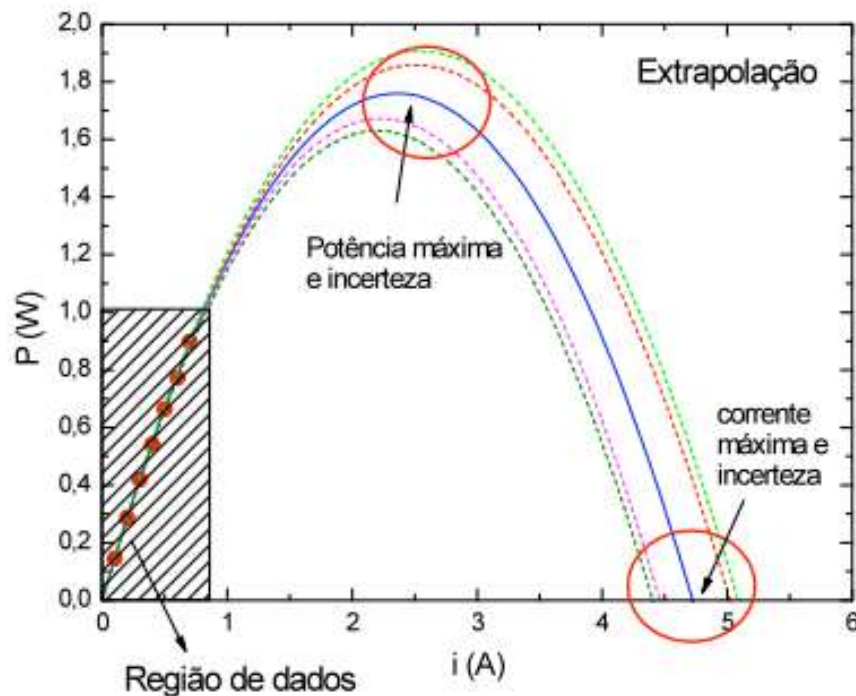 2,0
1,8
1,6
1,4
1,2
1,0
0,8
0,6
0,4
0,2
0,0
P (W)
Extrapolação
Potência máxima
e incerteza
corrente
máxima e
incerteza
0 1 2 3 4 5 6
i (A)
Região de dados